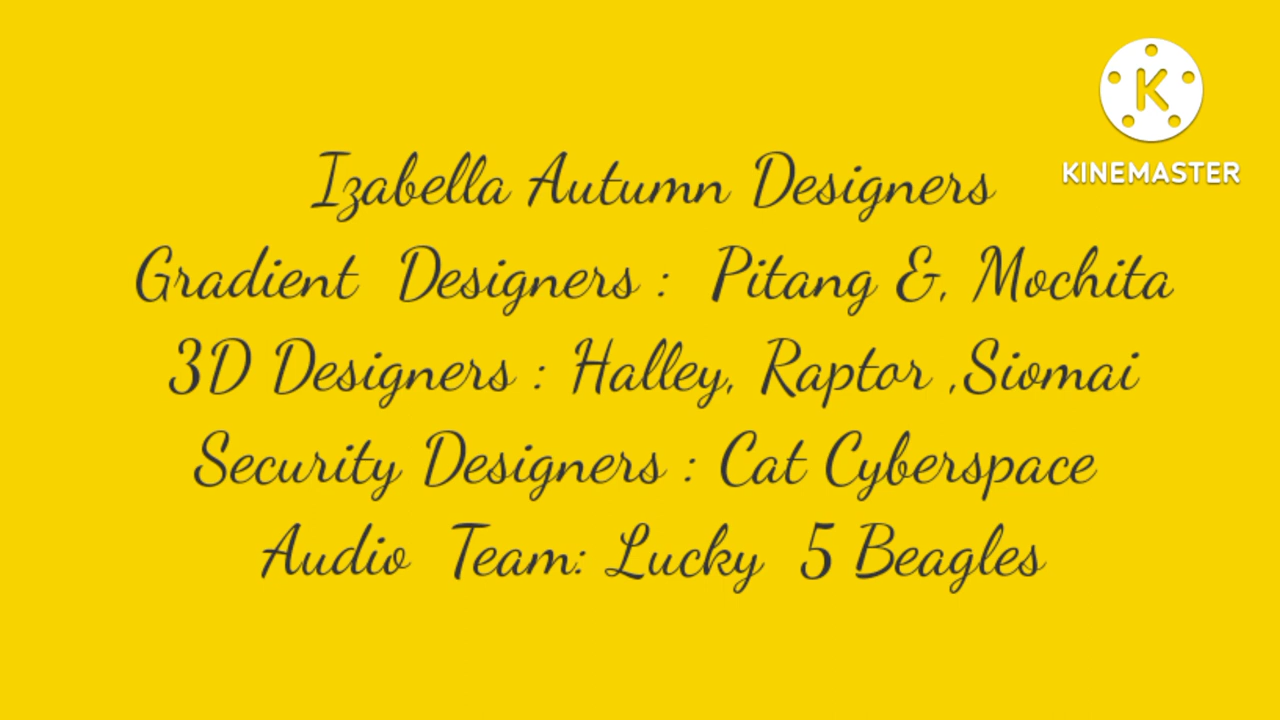 K
KINEMASTER
Izabella Autumn Designers
Gradient Designers : Pitang &, Mochita
3D Designers : Halley, Raptor ,Siomai
Security Designers : Cat Cyberspace
Audio Team: Lucky 5 Beagles